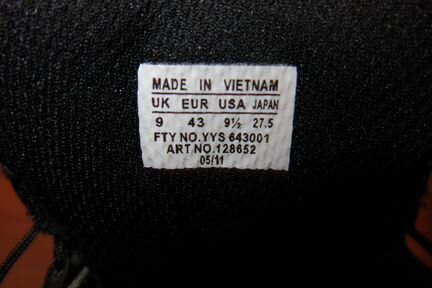 MADE IN VIETNAM
UK EUR USA JAPAN
9 43 9½ 27.5
FTY NO.YYS 643001
ART NO.128652
05/11